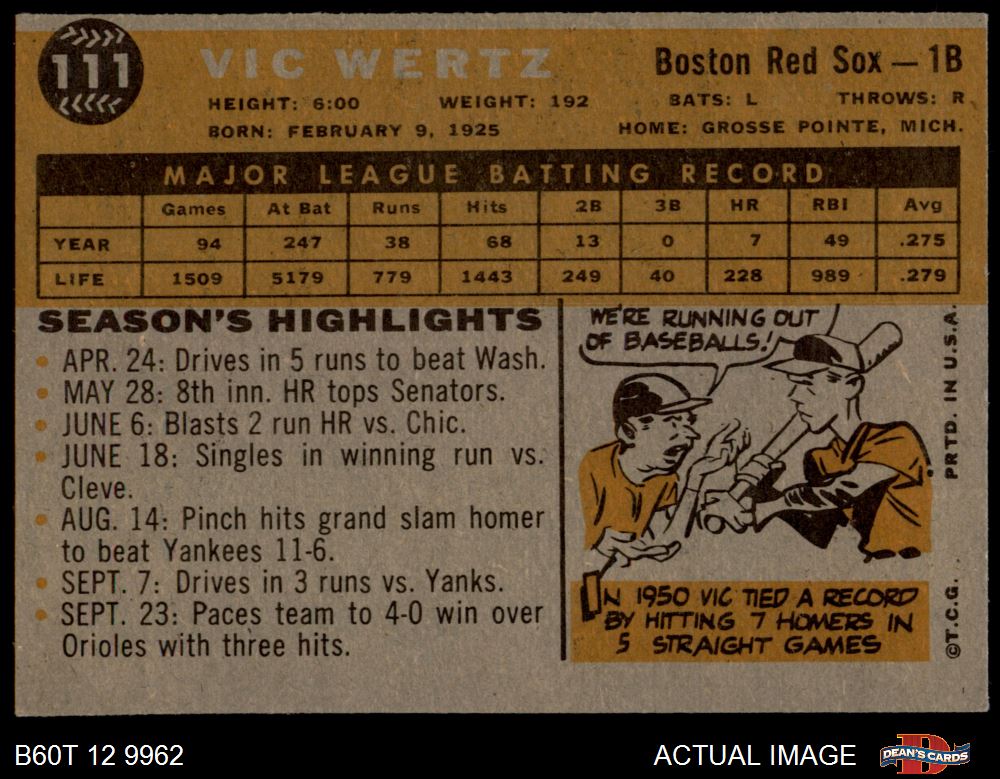 111
VIC WERTZ
Boston Red Sox — 1B
HEIGHT: 6:00 WEIGHT: 192 BATS: L THROWS: R
BORN: FEBRUARY 9, 1925 HOME: GROSSE POINTE, MICH.
MAJOR LEAGUE BATTING RECORD
Games At Bat Runs Hits 2B 3B HR RBI Avg
YEAR 94 247 38 68 13 0 7 49 .275
LIFE 1509 5179 779 1443 249 40 228 989 .279
SEASON'S HIGHLIGHTS
• APR. 24: Drives in 5 runs to beat Wash.
• MAY 28: 8th inn. HR tops Senators.
• JUNE 6: Blasts 2 run HR vs. Chic.
• JUNE 18: Singles in winning run vs.
Cleve.
• AUG. 14: Pinch hits grand slam homer
to beat Yankees 11-6.
• SEPT. 7: Drives in 3 runs vs. Yanks.
• SEPT. 23: Paces team to 4-0 win over
Orioles with three hits.
WE'RE RUNNING OUT
OF BASEBALLS!
IN 1950 VIC TIED A RECORD
BY HITTING 7 HOMERS IN
5 STRAIGHT GAMES
©T.C.G. PRTD. IN U.S.A.
B60T 12 9962
ACTUAL IMAGE
DEAN'S CARDS